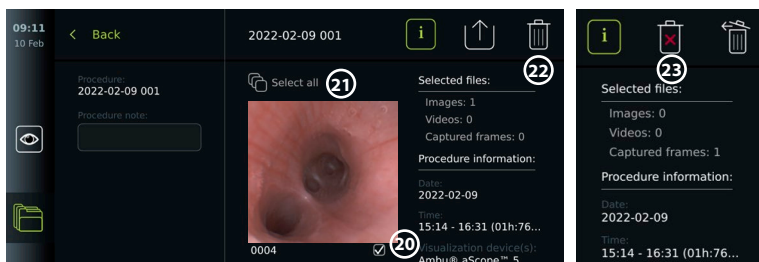 09:11
10 Feb
Back
2022-02-09 001
i
22
Procedure:
2022-02-09 001
Procedure note:
Select all
21
0004
20
Selected files:
Images: 1
Videos: 0
Captured frames: 0
Procedure information:
Date:
2022-02-09
Time:
15:14 - 16:31 (01h:76...
Visualization device(s):
Ambu® aScope™ 5
i
23
Selected files:
Images: 0
Videos: 0
Captured frames: 1
Procedure information:
Date:
2022-02-09
Time:
15:14 - 16:31 (01h:76...